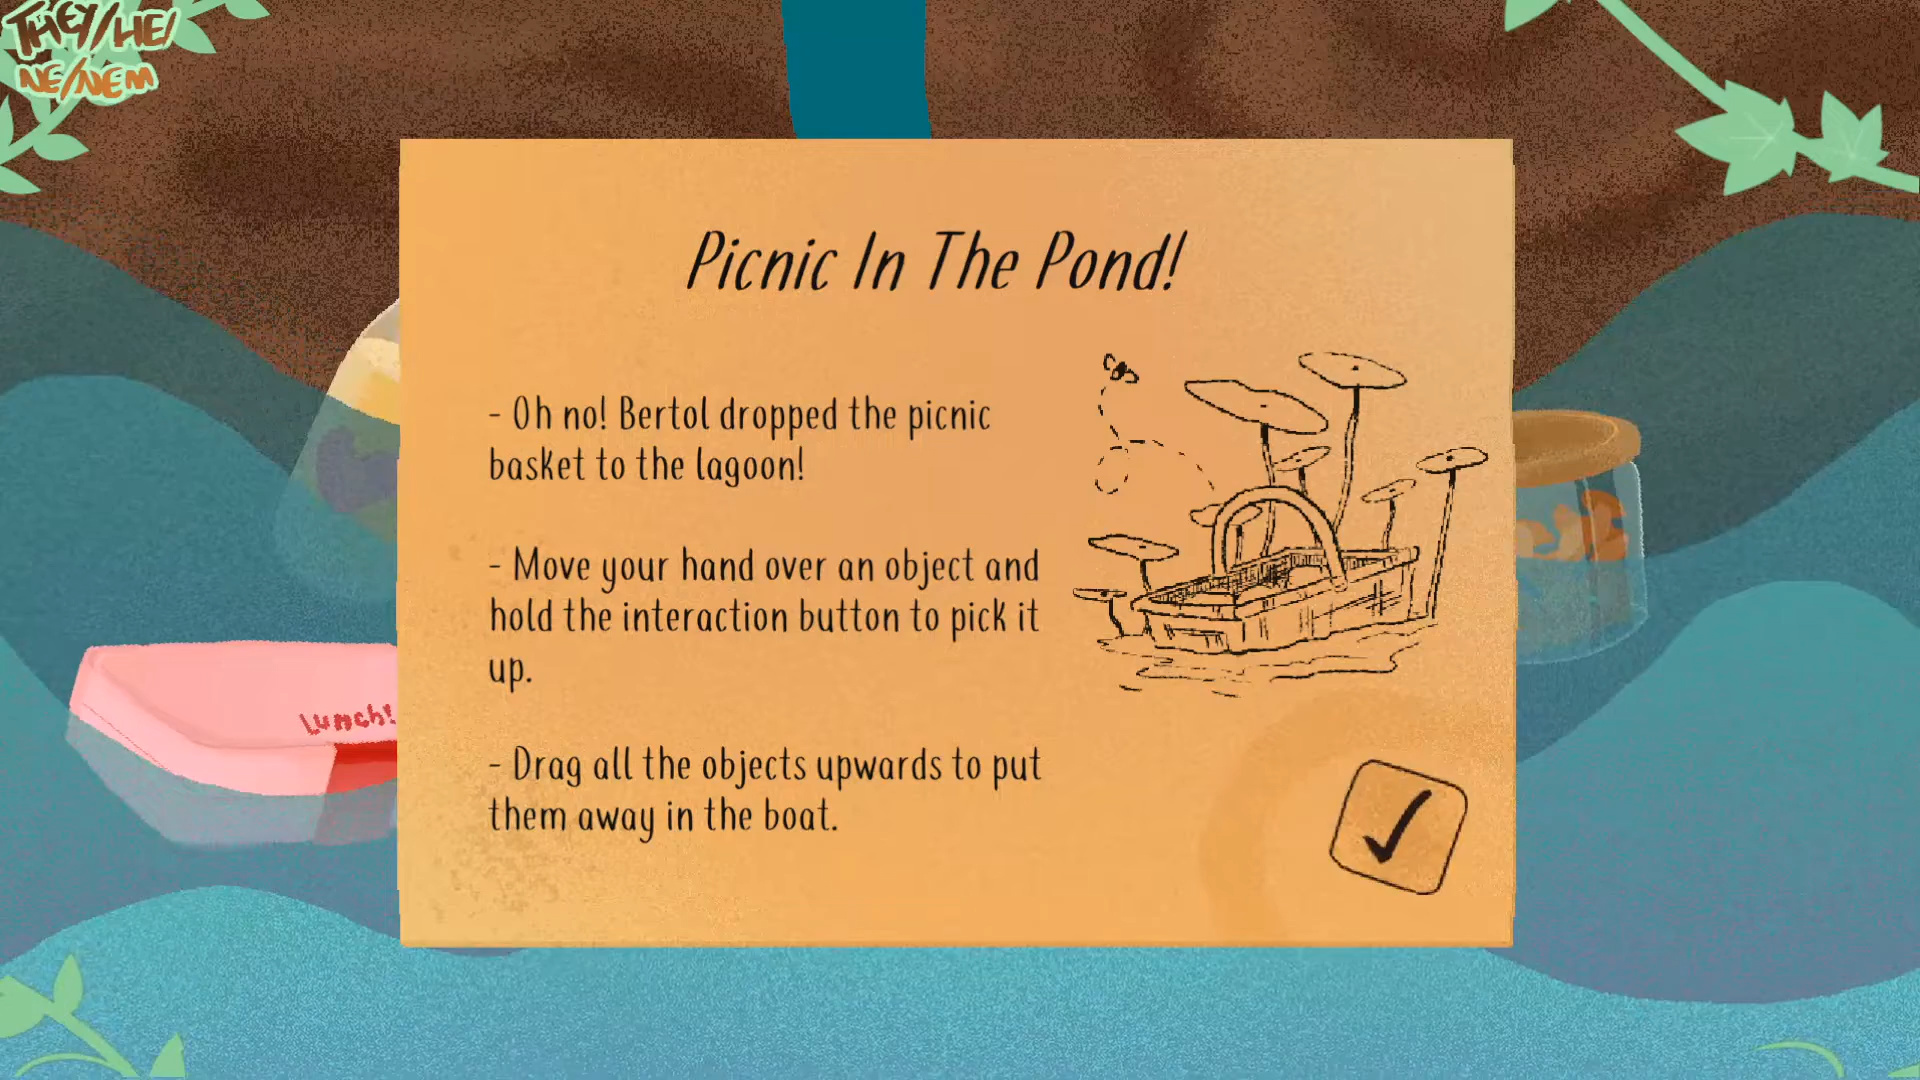 THEY/HE/
NE/NEM
Picnic In The Pond!
- Oh no! Bertol dropped the picnic
basket to the lagoon!
- Move your hand over an object and
hold the interaction button to pick it
up.
- Drag all the objects upwards to put
them away in the boat.
Lunch!